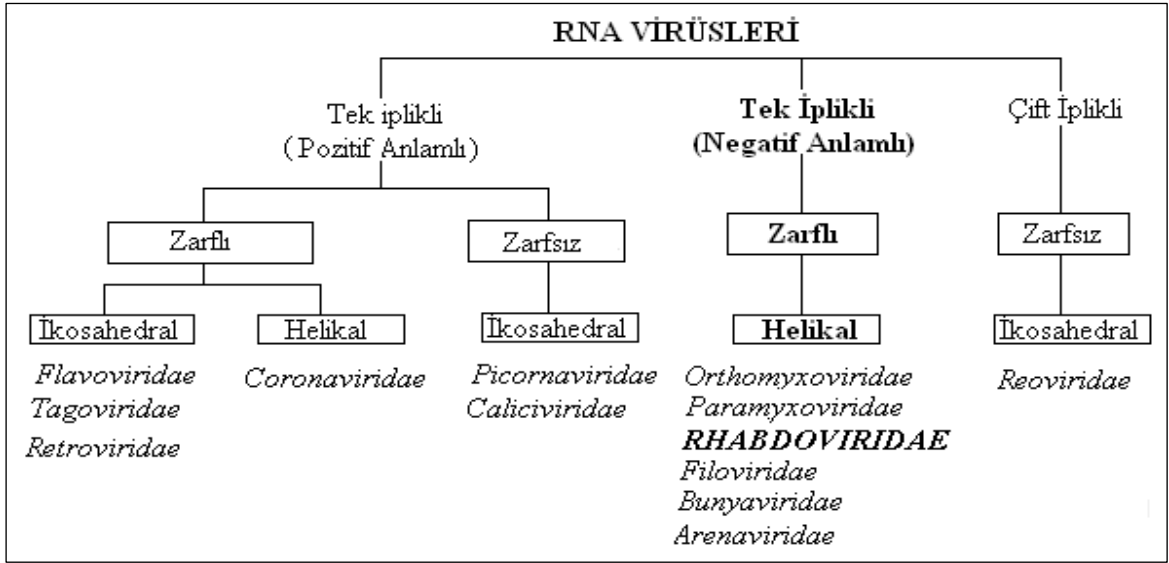 RNA VİRÜSLERİ
Tek iplikli
(Pozitif Anlamlı)
Tek İplikli
(Negatif Anlamlı)
Çift İplikli
Zarflı
Zarfsız
Zarflı
Zarfsız
İkosahedral
Helikal
İkosahedral
Helikal
İkosahedral
Flavoviridae
Tagoviridae
Retroviridae
Coronaviridae
Picornaviridae
Caliciviridae
Orthomyxoviridae
Paramyxoviridae
RHABDOVIRIDAE
Filoviridae
Bunyaviridae
Arenaviridae
Reoviridae